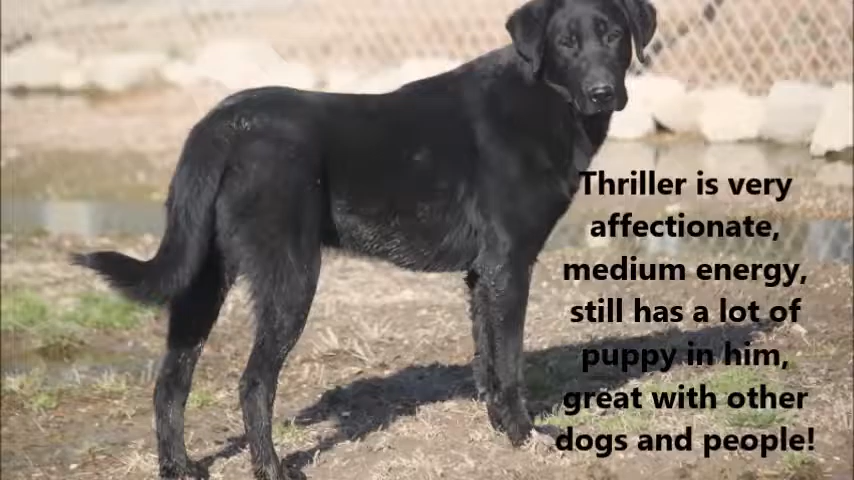 Thriller is very
affectionate,
medium energy,
still has a lot of
puppy in him,
great with other
dogs and people!